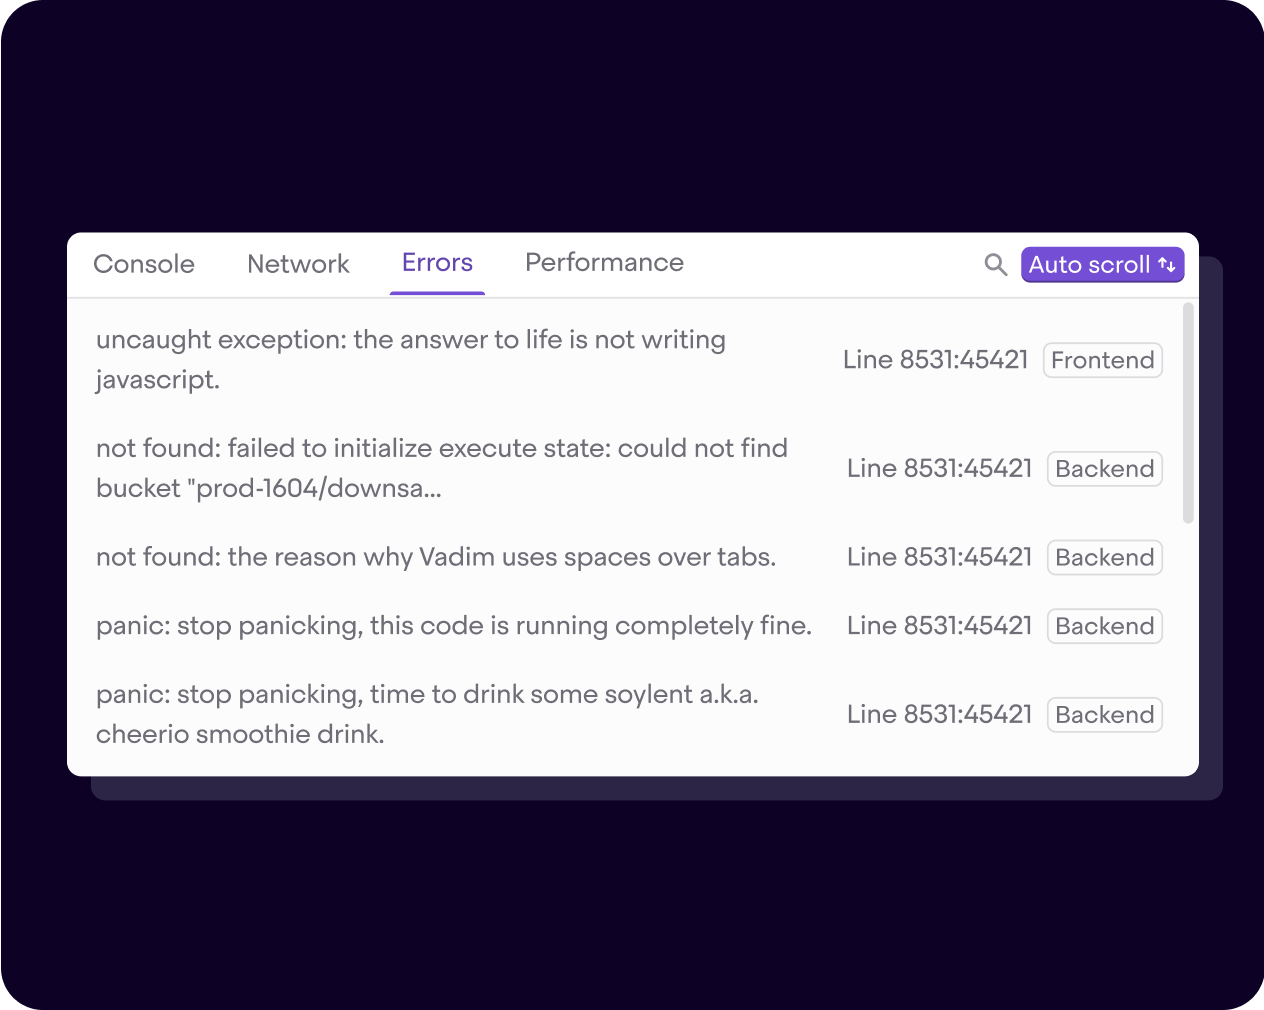 Console Network Errors Performance Auto scroll
uncaught exception: the answer to life is not writing
javascript.
Line 8531:45421 Frontend
not found: failed to initialize execute state: could not find
bucket "prod-1604/downsa...
Line 8531:45421 Backend
not found: the reason why Vadim uses spaces over tabs.
Line 8531:45421 Backend
panic: stop panicking, this code is running completely fine.
Line 8531:45421 Backend
panic: stop panicking, time to drink some soylent a.k.a.
cheerio smoothie drink.
Line 8531:45421 Backend